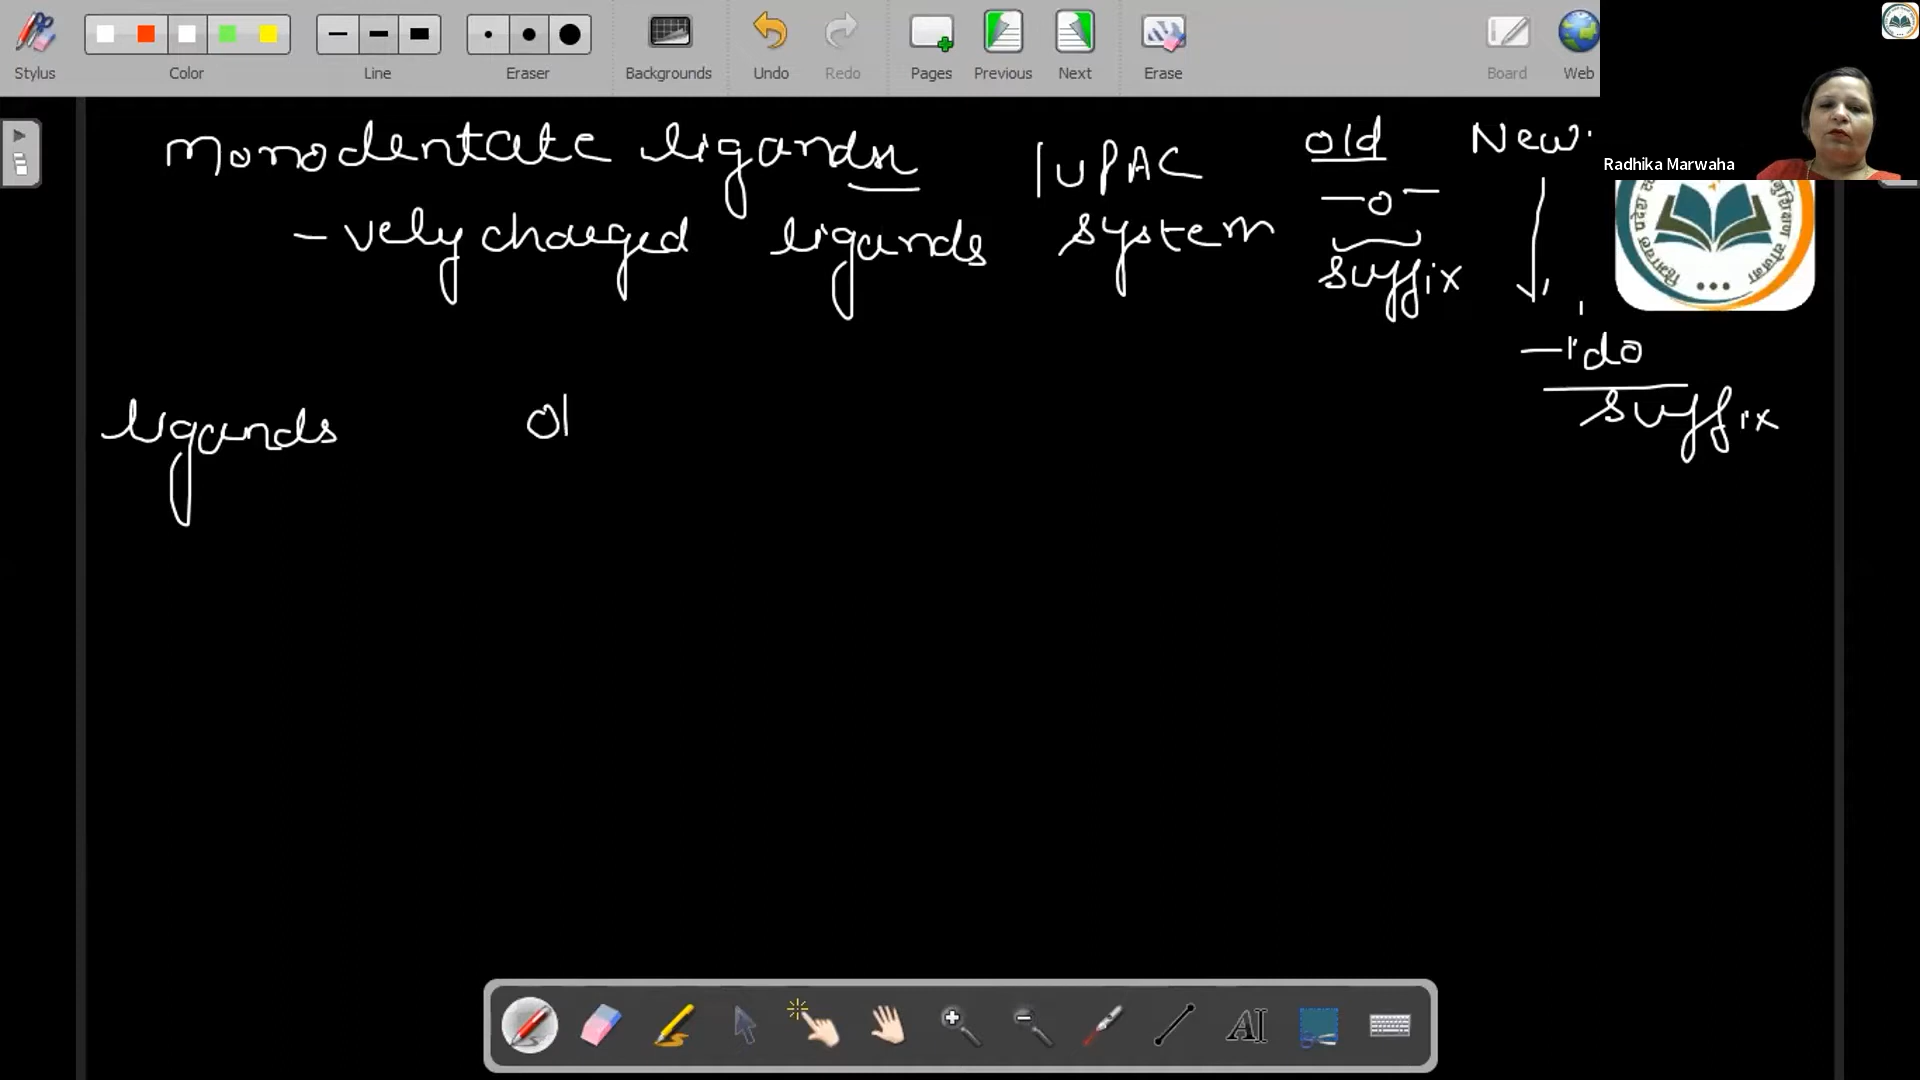 Stylus
Color
Line
Eraser
Backgrounds
Undo
Redo
Pages
Previous
Next
Erase
Board
Web
Radhika Marwaha
monodentate ligands IUPAC old New
-vely charged ligands system -o-
suffix
-ido
suffix
ligands ol